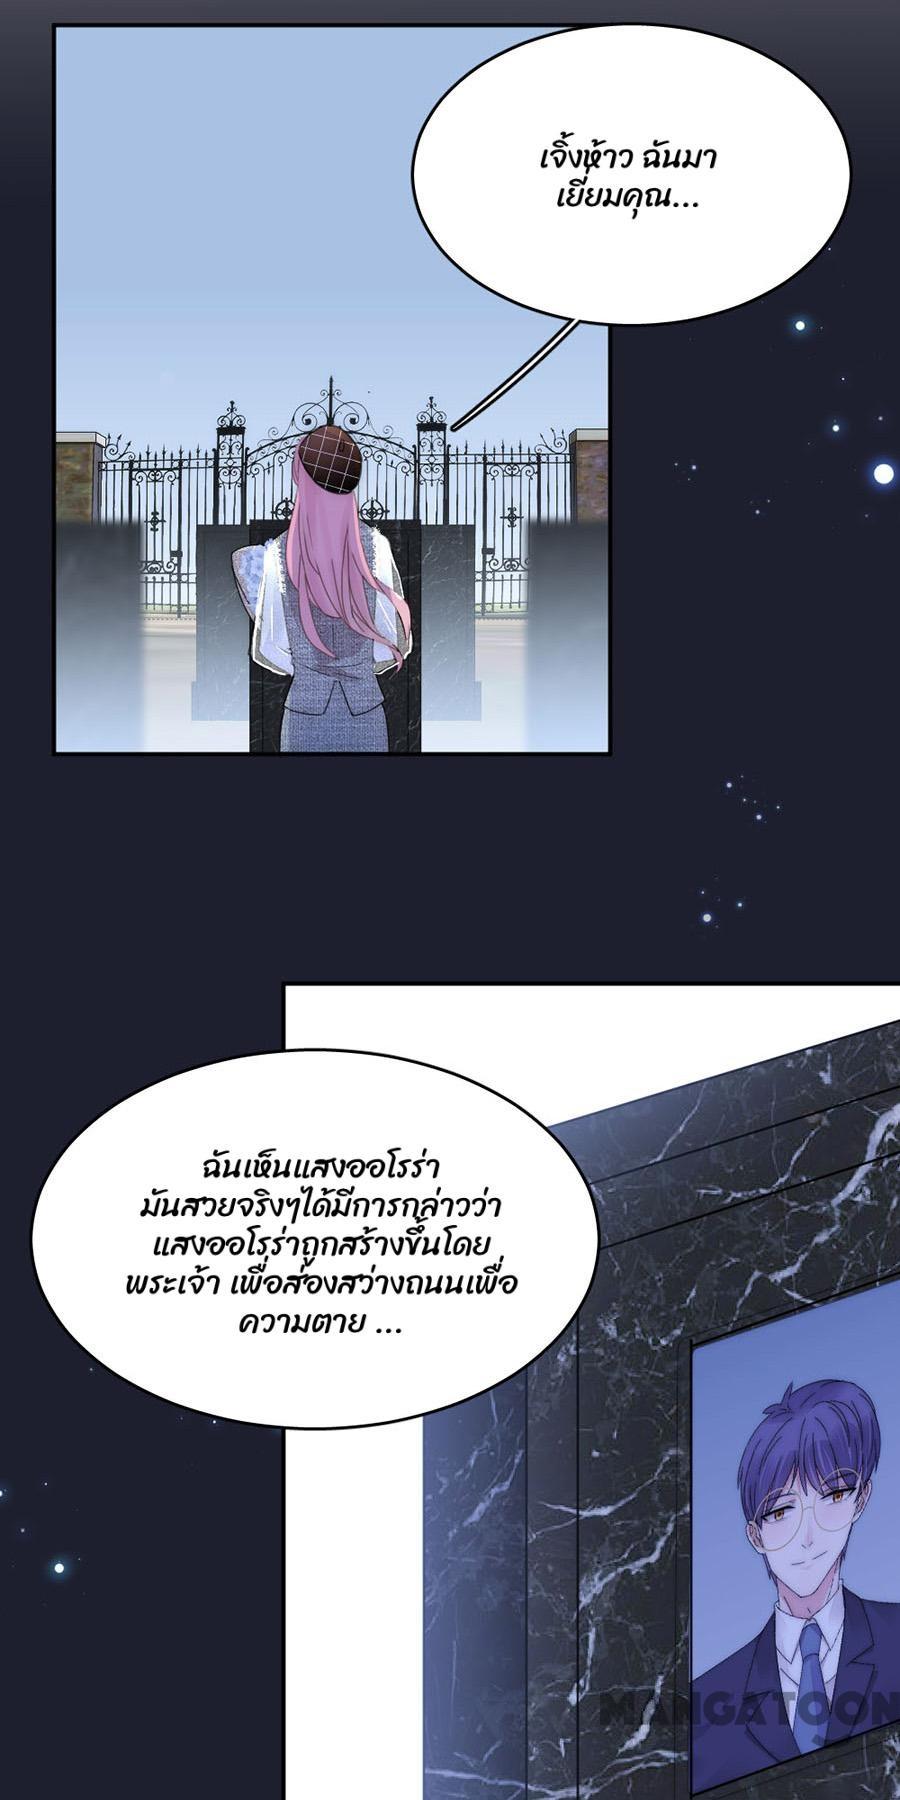 เจิ้งห้าว ฉันมา
เยี่ยมคุณ...
ฉันเห็นแสงออโรร่า
มันสวยจริงๆได้มีการกล่าวว่า
แสงออโรร่าถูกสร้างขึ้นโดย
พระเจ้า เพื่อส่องสว่างถนนเพื่อ
ความตาย ...
MANGATOON